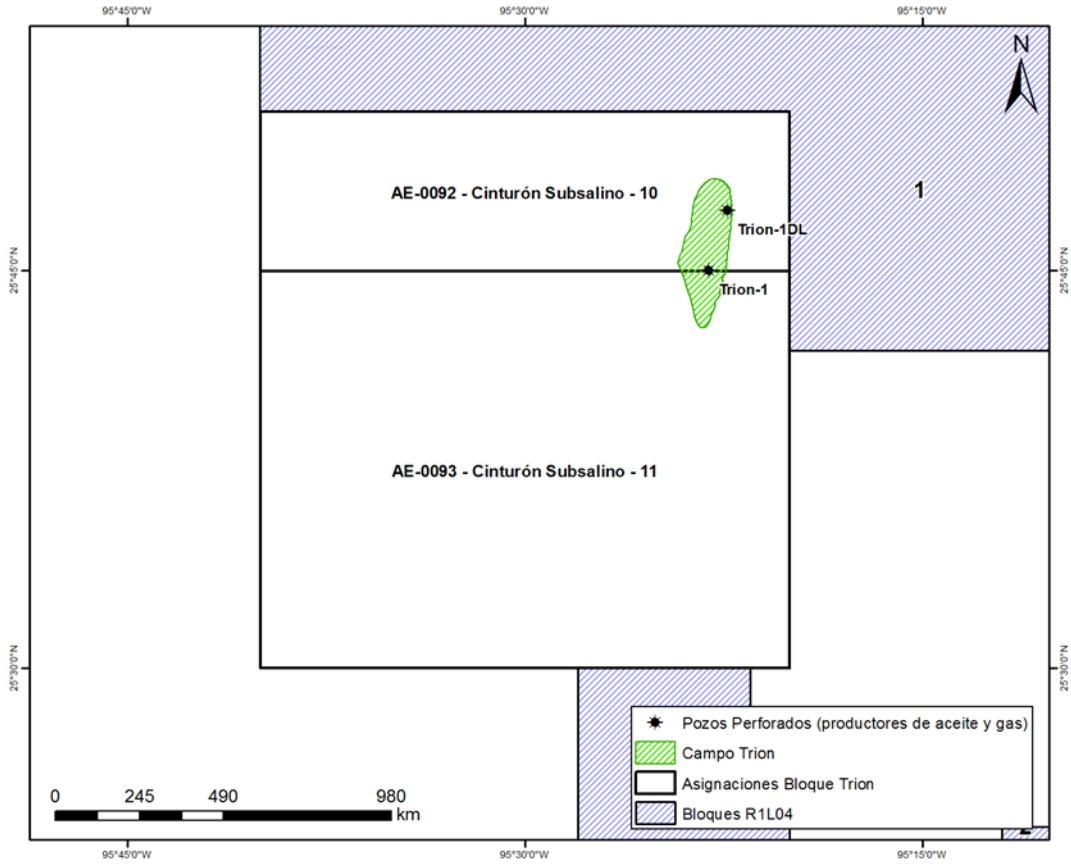 95°45'0"W
95°30'0"W
95°15'0"W
N
AE-0092 - Cinturón Subsalino - 10
1
Trion-1DL
25°45'0"N
25°45'0"N
Trion-1
AE-0093 - Cinturón Subsalino - 11
25°30'0"N
25°30'0"N
Pozos Perforados (productores de aceite y gas)
Campo Trion
Asignaciones Bloque Trion
Bloques R1L04
0 245 490 980
km
95°45'0"W
95°30'0"W
95°15'0"W